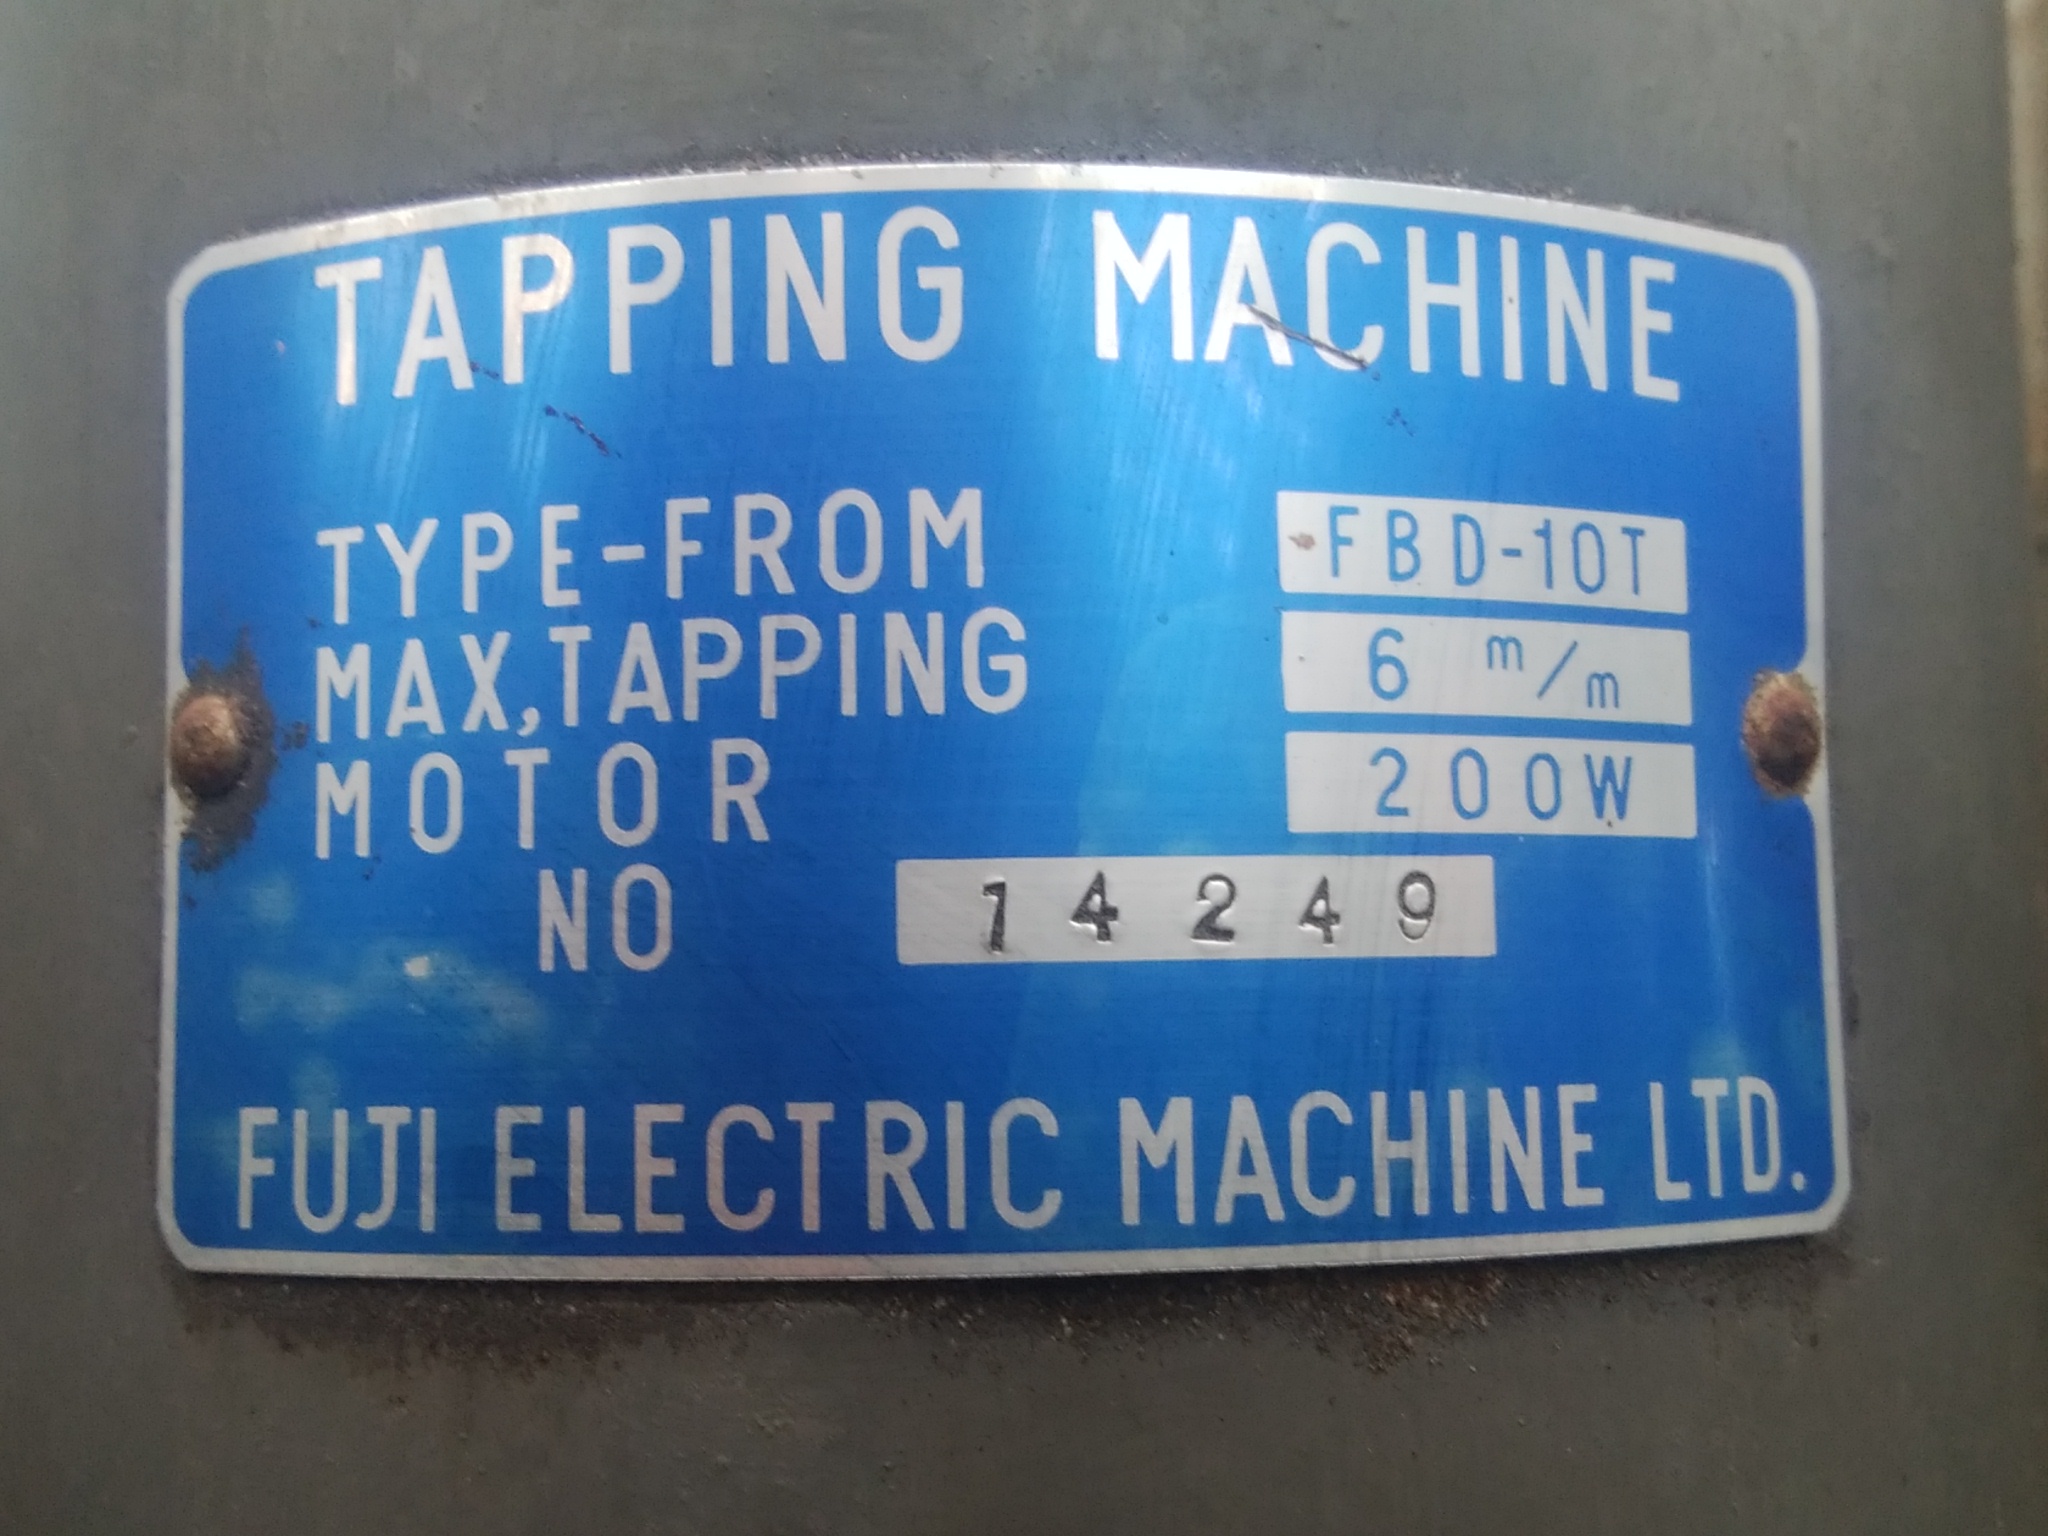 TAPPING MACHINE
TYPE-FROM FBD-10T
MAX,TAPPING 6 m/m
MOTOR 200W
NO 14249
FUJI ELECTRIC MACHINE LTD.